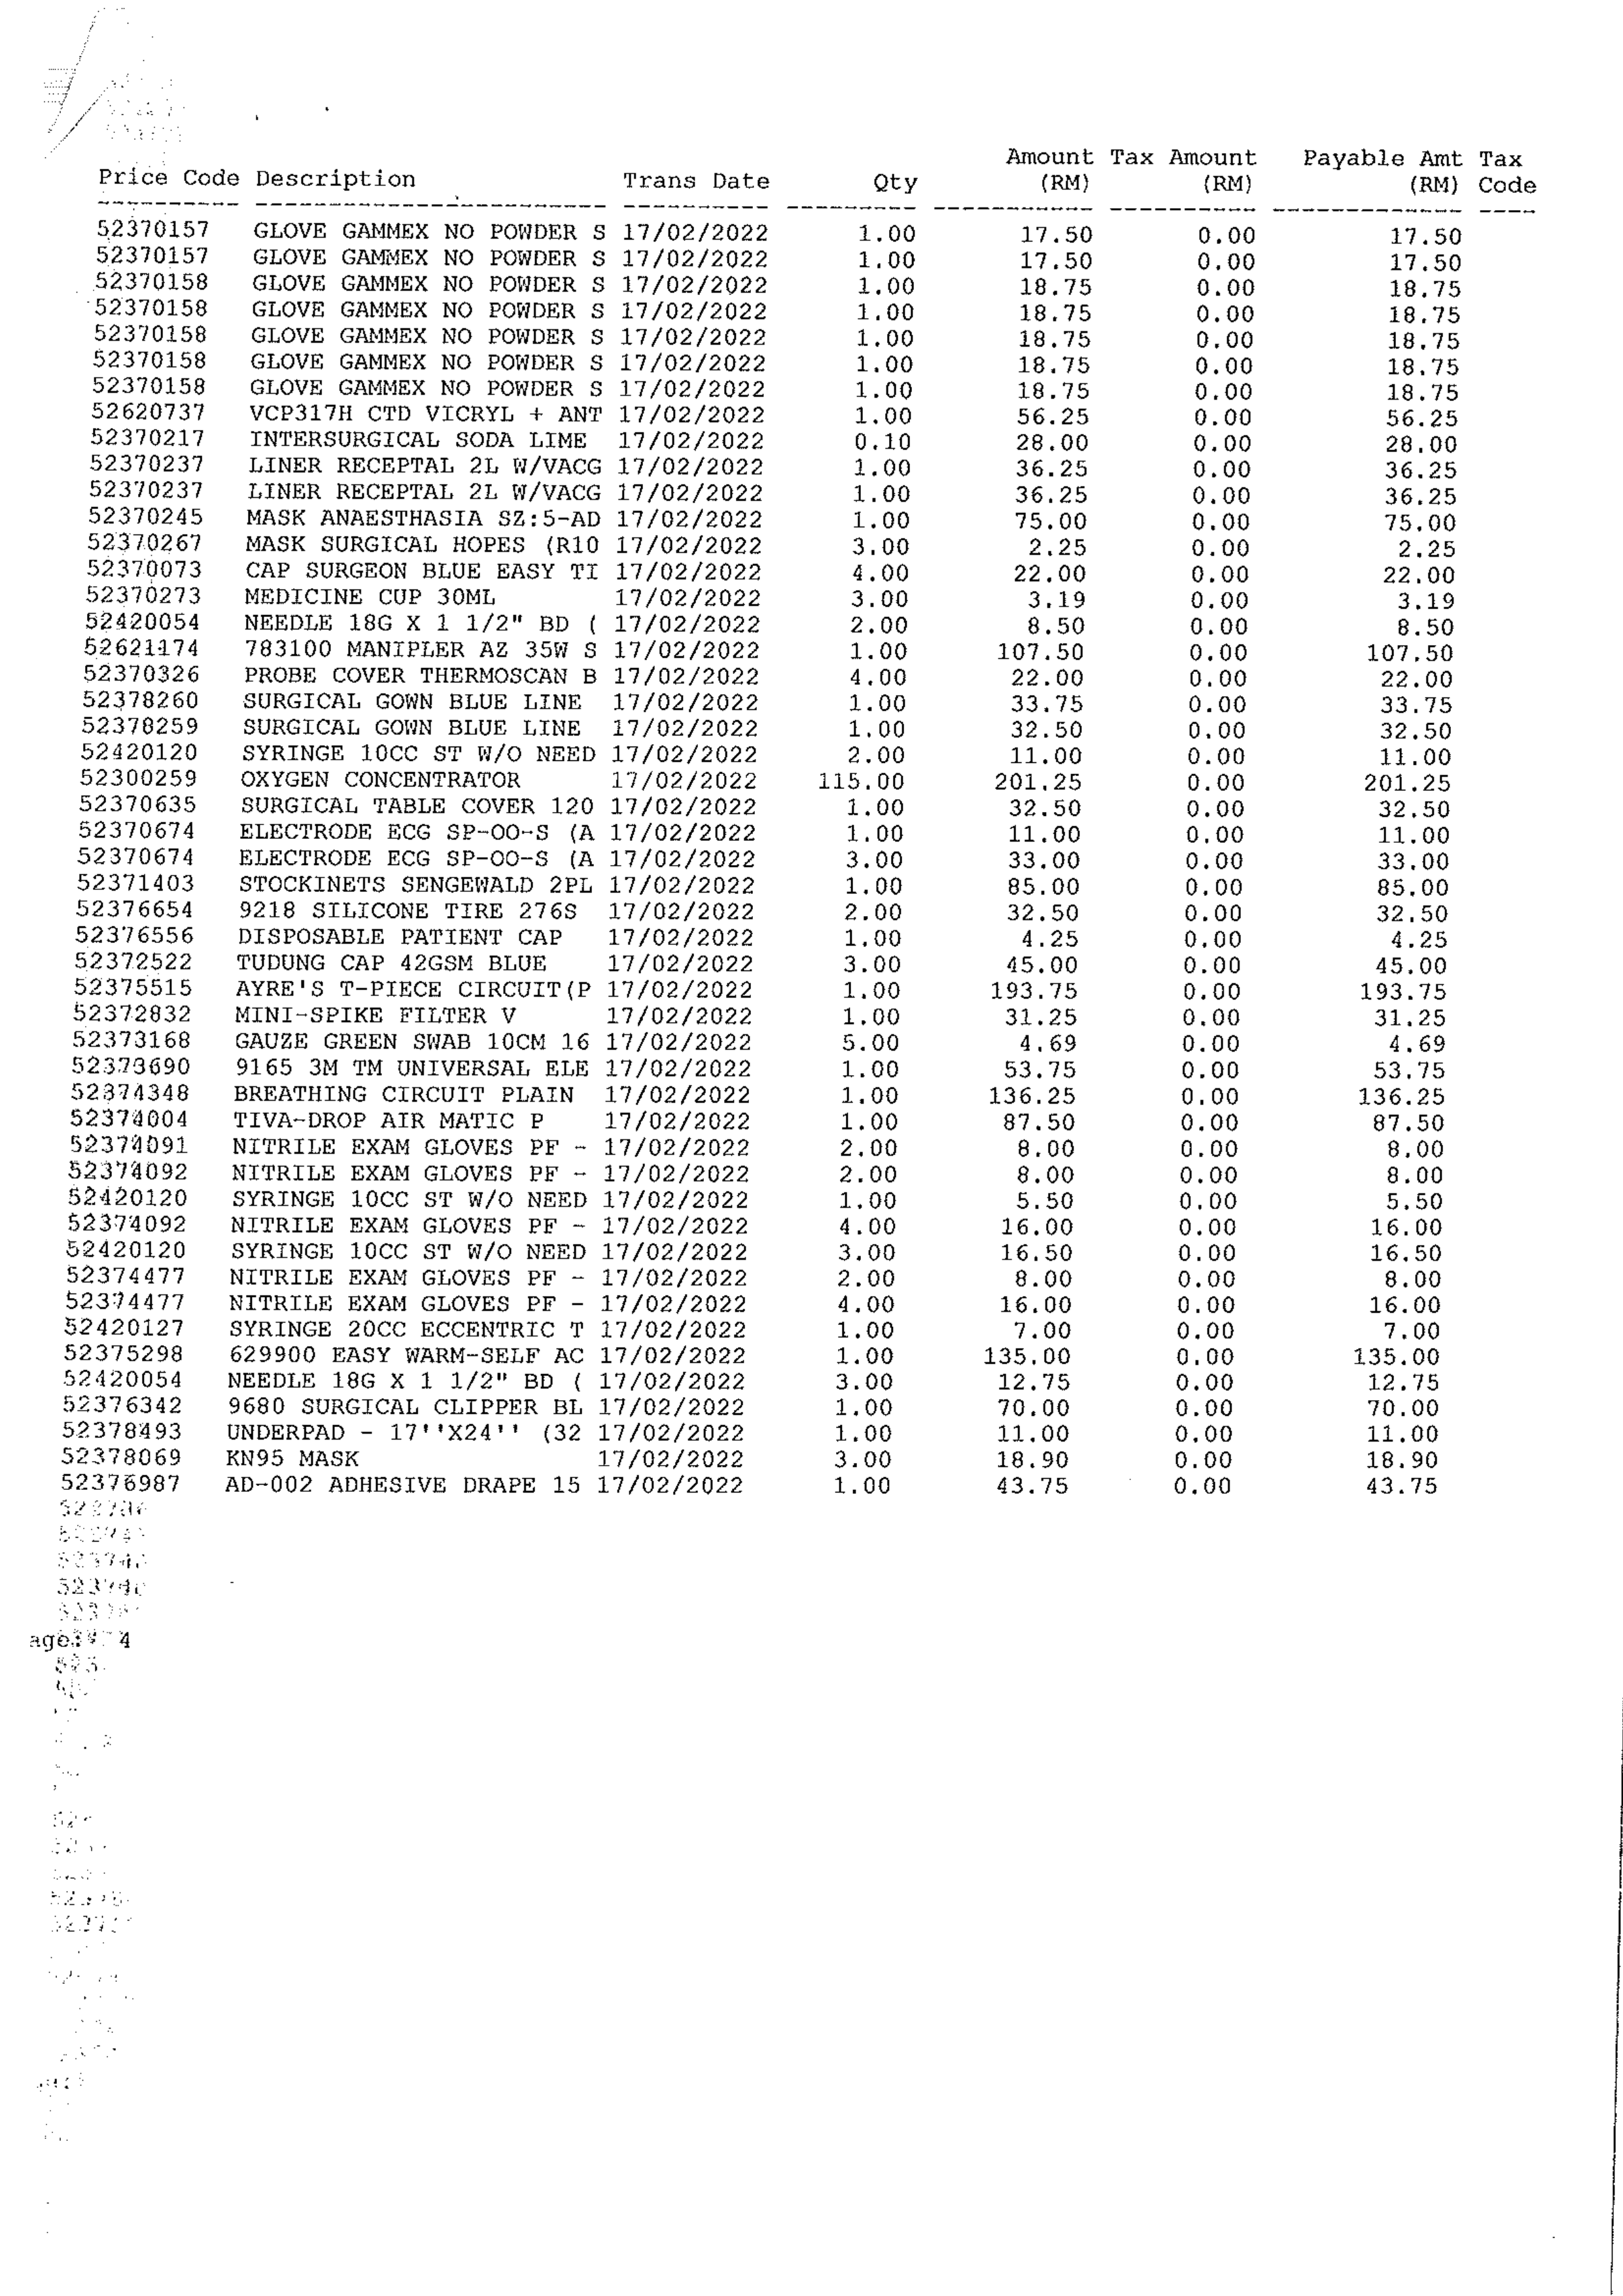 Amount Tax Amount Payable Amt Tax
Price Code Description Trans Date Qty (RM) (RM) (RM) Code
52370157 GLOVE GAMMEX NO POWDER S 17/02/2022 1.00 17.50 0.00 17.50
52370157 GLOVE GAMMEX NO POWDER S 17/02/2022 1.00 17.50 0.00 17.50
52370158 GLOVE GAMMEX NO POWDER S 17/02/2022 1.00 18.75 0.00 18.75
52370158 GLOVE GAMMEX NO POWDER S 17/02/2022 1.00 18.75 0.00 18.75
52370158 GLOVE GAMMEX NO POWDER S 17/02/2022 1.00 18.75 0.00 18.75
52370158 GLOVE GAMMEX NO POWDER S 17/02/2022 1.00 18.75 0.00 18.75
52370158 GLOVE GAMMEX NO POWDER S 17/02/2022 1.00 18.75 0.00 18.75
52620737 VCP317H CTD VICRYL + ANT 17/02/2022 1.00 56.25 0.00 56.25
52370217 INTERSURGICAL SODA LIME 17/02/2022 0.10 28.00 0.00 28.00
52370237 LINER RECEPTAL 2L W/VACG 17/02/2022 1.00 36.25 0.00 36.25
52370237 LINER RECEPTAL 2L W/VACG 17/02/2022 1.00 36.25 0.00 36.25
52370245 MASK ANAESTHASIA SZ:5-AD 17/02/2022 1.00 75.00 0.00 75.00
52370267 MASK SURGICAL HOPES (R10 17/02/2022 3.00 2.25 0.00 2.25
52370073 CAP SURGEON BLUE EASY TI 17/02/2022 4.00 22.00 0.00 22.00
52370273 MEDICINE CUP 30ML 17/02/2022 3.00 3.19 0.00 3.19
52420054 NEEDLE 18G X 1 1/2" BD ( 17/02/2022 2.00 8.50 0.00 8.50
52621174 783100 MANIPLER AZ 35W S 17/02/2022 1.00 107.50 0.00 107.50
52370326 PROBE COVER THERMOSCAN B 17/02/2022 4.00 22.00 0.00 22.00
52378260 SURGICAL GOWN BLUE LINE 17/02/2022 1.00 33.75 0.00 33.75
52378259 SURGICAL GOWN BLUE LINE 17/02/2022 1.00 32.50 0.00 32.50
52420120 SYRINGE 10CC ST W/O NEED 17/02/2022 2.00 11.00 0.00 11.00
52300259 OXYGEN CONCENTRATOR 17/02/2022 115.00 201.25 0.00 201.25
52370635 SURGICAL TABLE COVER 120 17/02/2022 1.00 32.50 0.00 32.50
52370674 ELECTRODE ECG SP-OO-S (A 17/02/2022 1.00 11.00 0.00 11.00
52370674 ELECTRODE ECG SP-OO-S (A 17/02/2022 3.00 33.00 0.00 33.00
52371403 STOCKINETS SENGEWALD 2PL 17/02/2022 1.00 85.00 0.00 85.00
52376654 9218 SILICONE TIRE 276S 17/02/2022 2.00 32.50 0.00 32.50
52376556 DISPOSABLE PATIENT CAP 17/02/2022 1.00 4.25 0.00 4.25
52372522 TUDUNG CAP 42GSM BLUE 17/02/2022 3.00 45.00 0.00 45.00
52375515 AYRE'S T-PIECE CIRCUIT(P 17/02/2022 1.00 193.75 0.00 193.75
52372832 MINI-SPIKE FILTER V 17/02/2022 1.00 31.25 0.00 31.25
52373168 GAUZE GREEN SWAB 10CM 16 17/02/2022 5.00 4.69 0.00 4.69
52373690 9165 3M TM UNIVERSAL ELE 17/02/2022 1.00 53.75 0.00 53.75
52374348 BREATHING CIRCUIT PLAIN 17/02/2022 1.00 136.25 0.00 136.25
52374004 TIVA-DROP AIR MATIC P 17/02/2022 1.00 87.50 0.00 87.50
52374091 NITRILE EXAM GLOVES PF - 17/02/2022 2.00 8.00 0.00 8.00
52374092 NITRILE EXAM GLOVES PF - 17/02/2022 2.00 8.00 0.00 8.00
52420120 SYRINGE 10CC ST W/O NEED 17/02/2022 1.00 5.50 0.00 5.50
52374092 NITRILE EXAM GLOVES PF - 17/02/2022 4.00 16.00 0.00 16.00
52420120 SYRINGE 10CC ST W/O NEED 17/02/2022 3.00 16.50 0.00 16.50
52374477 NITRILE EXAM GLOVES PF - 17/02/2022 2.00 8.00 0.00 8.00
52374477 NITRILE EXAM GLOVES PF - 17/02/2022 4.00 16.00 0.00 16.00
52420127 SYRINGE 20CC ECCENTRIC T 17/02/2022 1.00 7.00 0.00 7.00
52375298 629900 EASY WARM-SELF AC 17/02/2022 1.00 135.00 0.00 135.00
52420054 NEEDLE 18G X 1 1/2" BD ( 17/02/2022 3.00 12.75 0.00 12.75
52376342 9680 SURGICAL CLIPPER BL 17/02/2022 1.00 70.00 0.00 70.00
52378493 UNDERPAD - 17''X24'' (32 17/02/2022 1.00 11.00 0.00 11.00
52378069 KN95 MASK 17/02/2022 3.00 18.90 0.00 18.90
52376987 AD-002 ADHESIVE DRAPE 15 17/02/2022 1.00 43.75 0.00 43.75
4